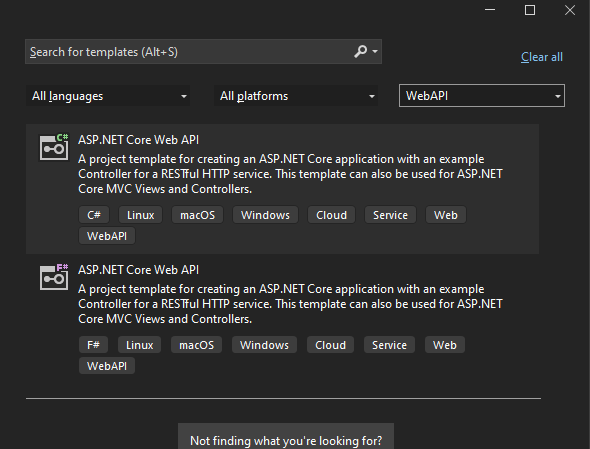 Search for templates (Alt+S)
Clear all
All languages
All platforms
WebAPI
C#
ASP.NET Core Web API
A project template for creating an ASP.NET Core application with an example
Controller for a RESTful HTTP service. This template can also be used for ASP.NET
Core MVC Views and Controllers.
C# Linux macOS Windows Cloud Service Web
WebAPI
F#
ASP.NET Core Web API
A project template for creating an ASP.NET Core application with an example
Controller for a RESTful HTTP service. This template can also be used for ASP.NET
Core MVC Views and Controllers.
F# Linux macOS Windows Cloud Service Web
WebAPI
Not finding what you're looking for?